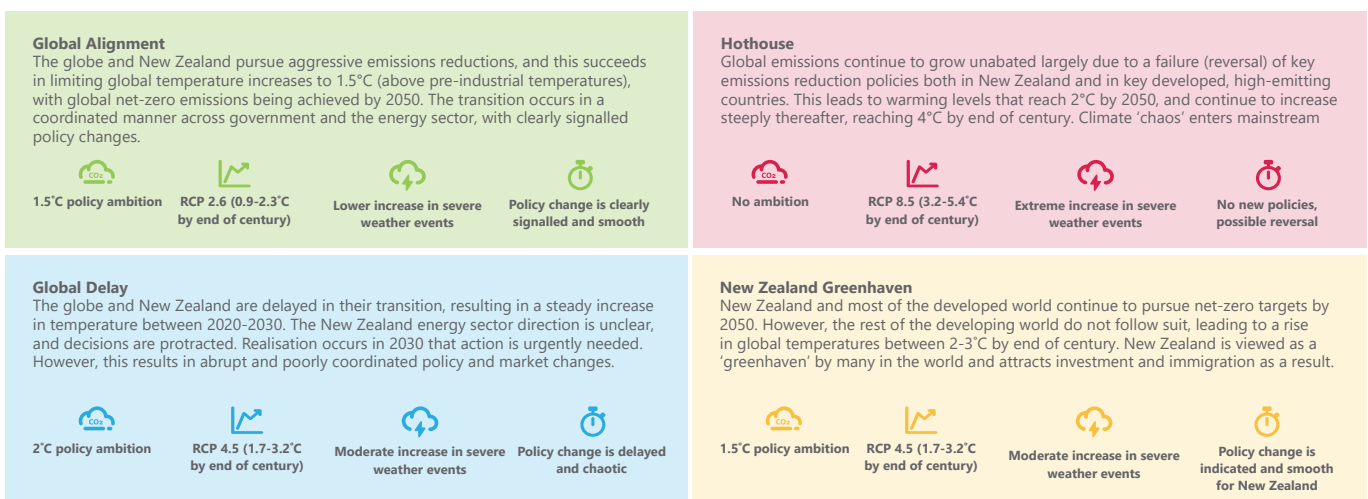 Global Alignment
The globe and New Zealand pursue aggressive emissions reductions, and this succeeds
in limiting global temperature increases to 1.5°C (above pre-industrial temperatures),
with global net-zero emissions being achieved by 2050. The transition occurs in a
coordinated manner across government and the energy sector, with clearly signalled
policy changes.
CO₂
1.5°C policy ambition
RCP 2.6 (0.9-2.3°C
by end of century)
Lower increase in severe
weather events
Policy change is clearly
signalled and smooth
Hothouse
Global emissions continue to grow unabated largely due to a failure (reversal) of key
emissions reduction policies both in New Zealand and in key developed, high-emitting
countries. This leads to warming levels that reach 2°C by 2050, and continue to increase
steeply thereafter, reaching 4°C by end of century. Climate ‘chaos’ enters mainstream
CO₂
No ambition
RCP 8.5 (3.2-5.4°C
by end of century)
Extreme increase in severe
weather events
No new policies,
possible reversal
Global Delay
The globe and New Zealand are delayed in their transition, resulting in a steady increase
in temperature between 2020-2030. The New Zealand energy sector direction is unclear,
and decisions are protracted. Realisation occurs in 2030 that action is urgently needed.
However, this results in abrupt and poorly coordinated policy and market changes.
CO₂
2°C policy ambition
RCP 4.5 (1.7-3.2°C
by end of century)
Moderate increase in severe
weather events
Policy change is delayed
and chaotic
New Zealand Greenhaven
New Zealand and most of the developed world continue to pursue net-zero targets by
2050. However, the rest of the developing world do not follow suit, leading to a rise
in global temperatures between 2-3°C by end of century. New Zealand is viewed as a
‘greenhaven’ by many in the world and attracts investment and immigration as a result.
CO₂
1.5°C policy ambition
RCP 4.5 (1.7-3.2°C
by end of century)
Moderate increase in severe
weather events
Policy change is
indicated and smooth
for New Zealand